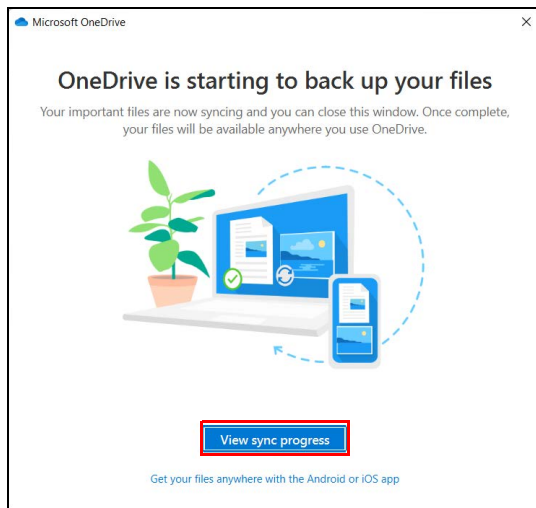 Microsoft OneDrive
OneDrive is starting to back up your files
Your important files are now syncing and you can close this window. Once complete,
your files will be available anywhere you use OneDrive.
View sync progress
Get your files anywhere with the Android or iOS app